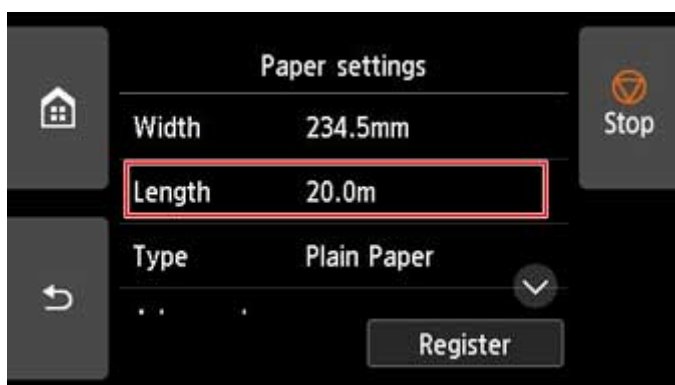 Paper settings
Width 234.5mm
Stop
Length 20.0m
Type Plain Paper
Register